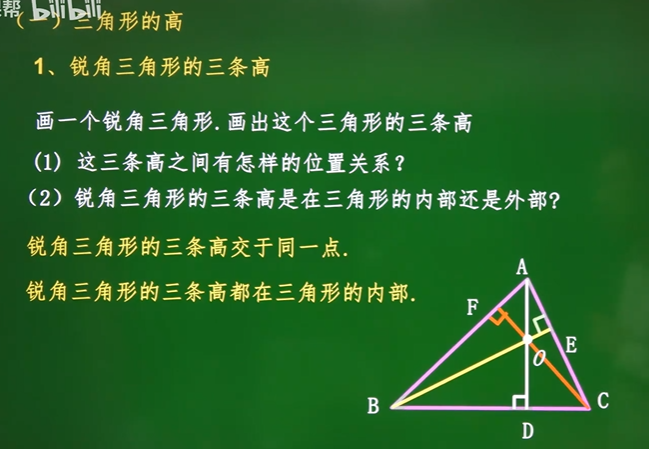 帮 bilibili
（一）三角形的高
1、锐角三角形的三条高
画一个锐角三角形.画出这个三角形的三条高
(1) 这三条高之间有怎样的位置关系？
（2）锐角三角形的三条高是在三角形的内部还是外部?
锐角三角形的三条高交于同一点.
锐角三角形的三条高都在三角形的内部.
A
F
E
O
B
C
D